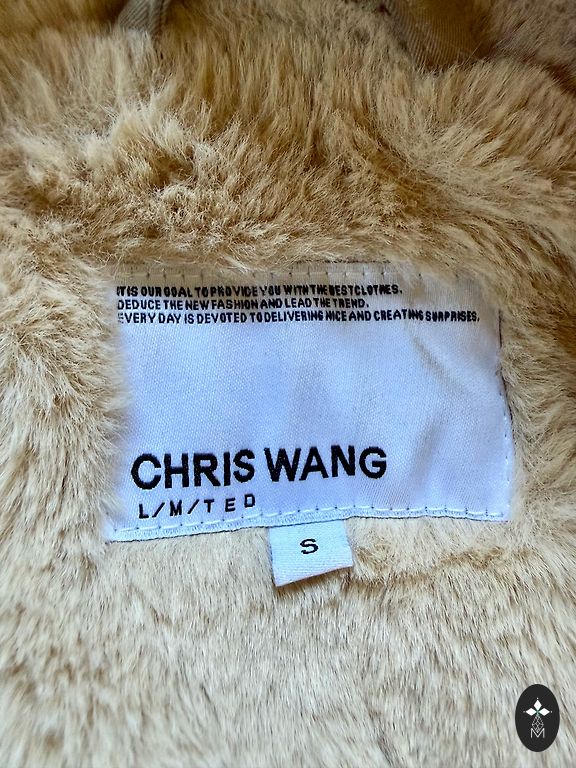 IT IS OUR GOAL TO PROVIDE YOU WITH THE BEST CLOTHES.
DEDUCE THE NEW FASHION AND LEAD THE TREND.
EVERY DAY IS DEVOTED TO DELIVERING NICE AND CREATING SURPRISES.
CHRIS WANG
L/M/TED
S
M